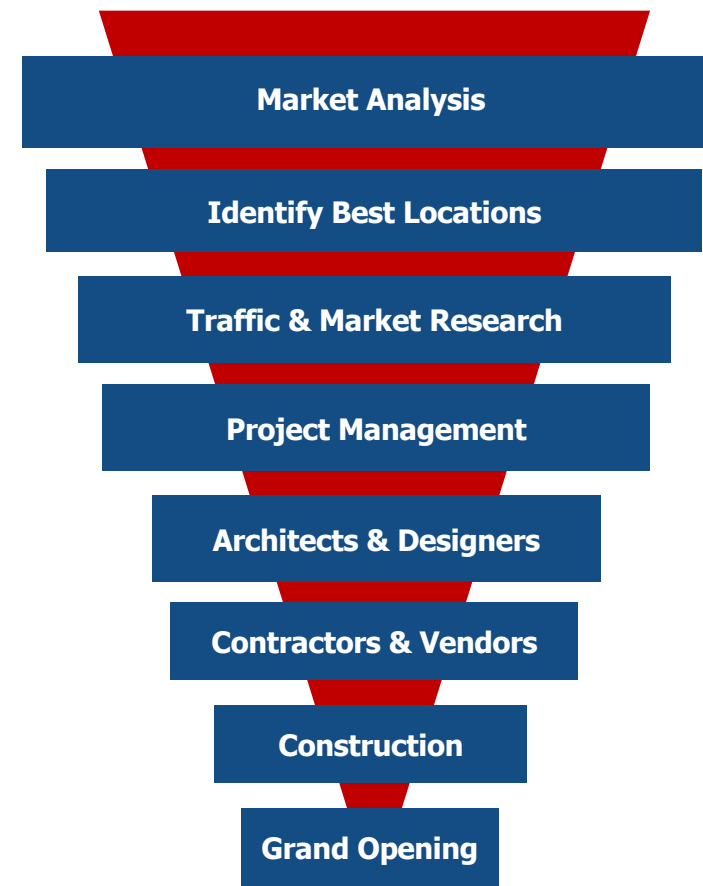 Market Analysis
Identify Best Locations
Traffic & Market Research
Project Management
Architects & Designers
Contractors & Vendors
Construction
Grand Opening